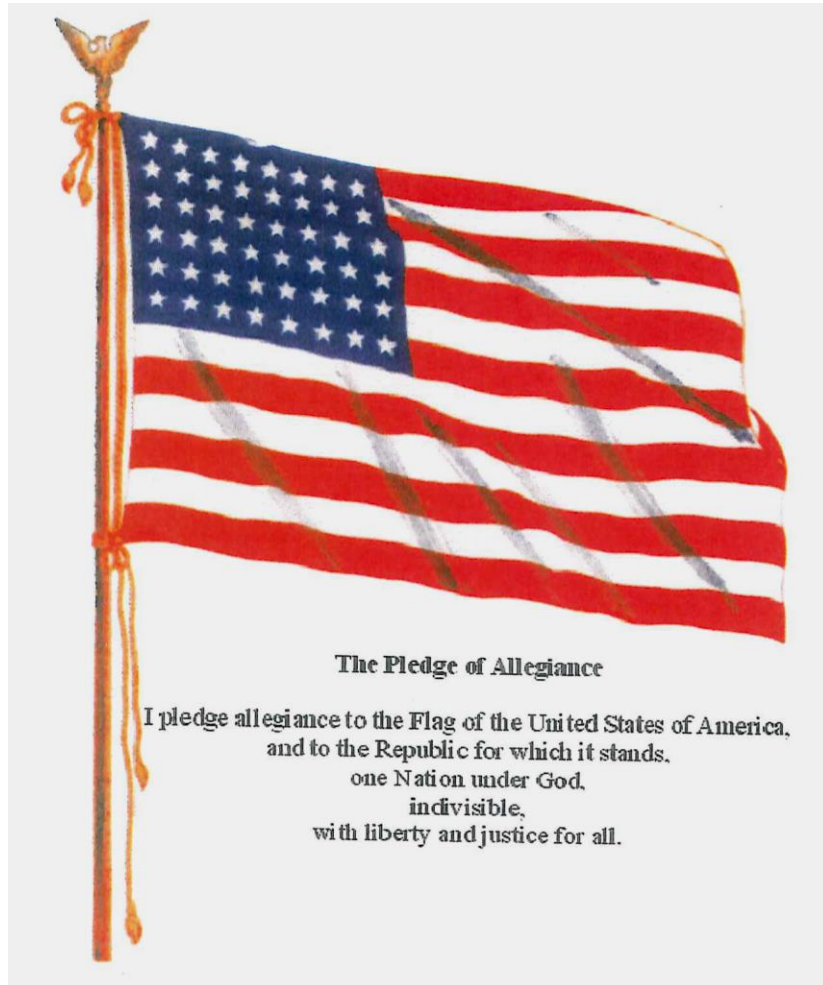 The Pledge of Allegiance
I pledge allegiance to the Flag of the United States of America,
and to the Republic for which it stands,
one Nation under God,
indivisible,
with liberty and justice for all.